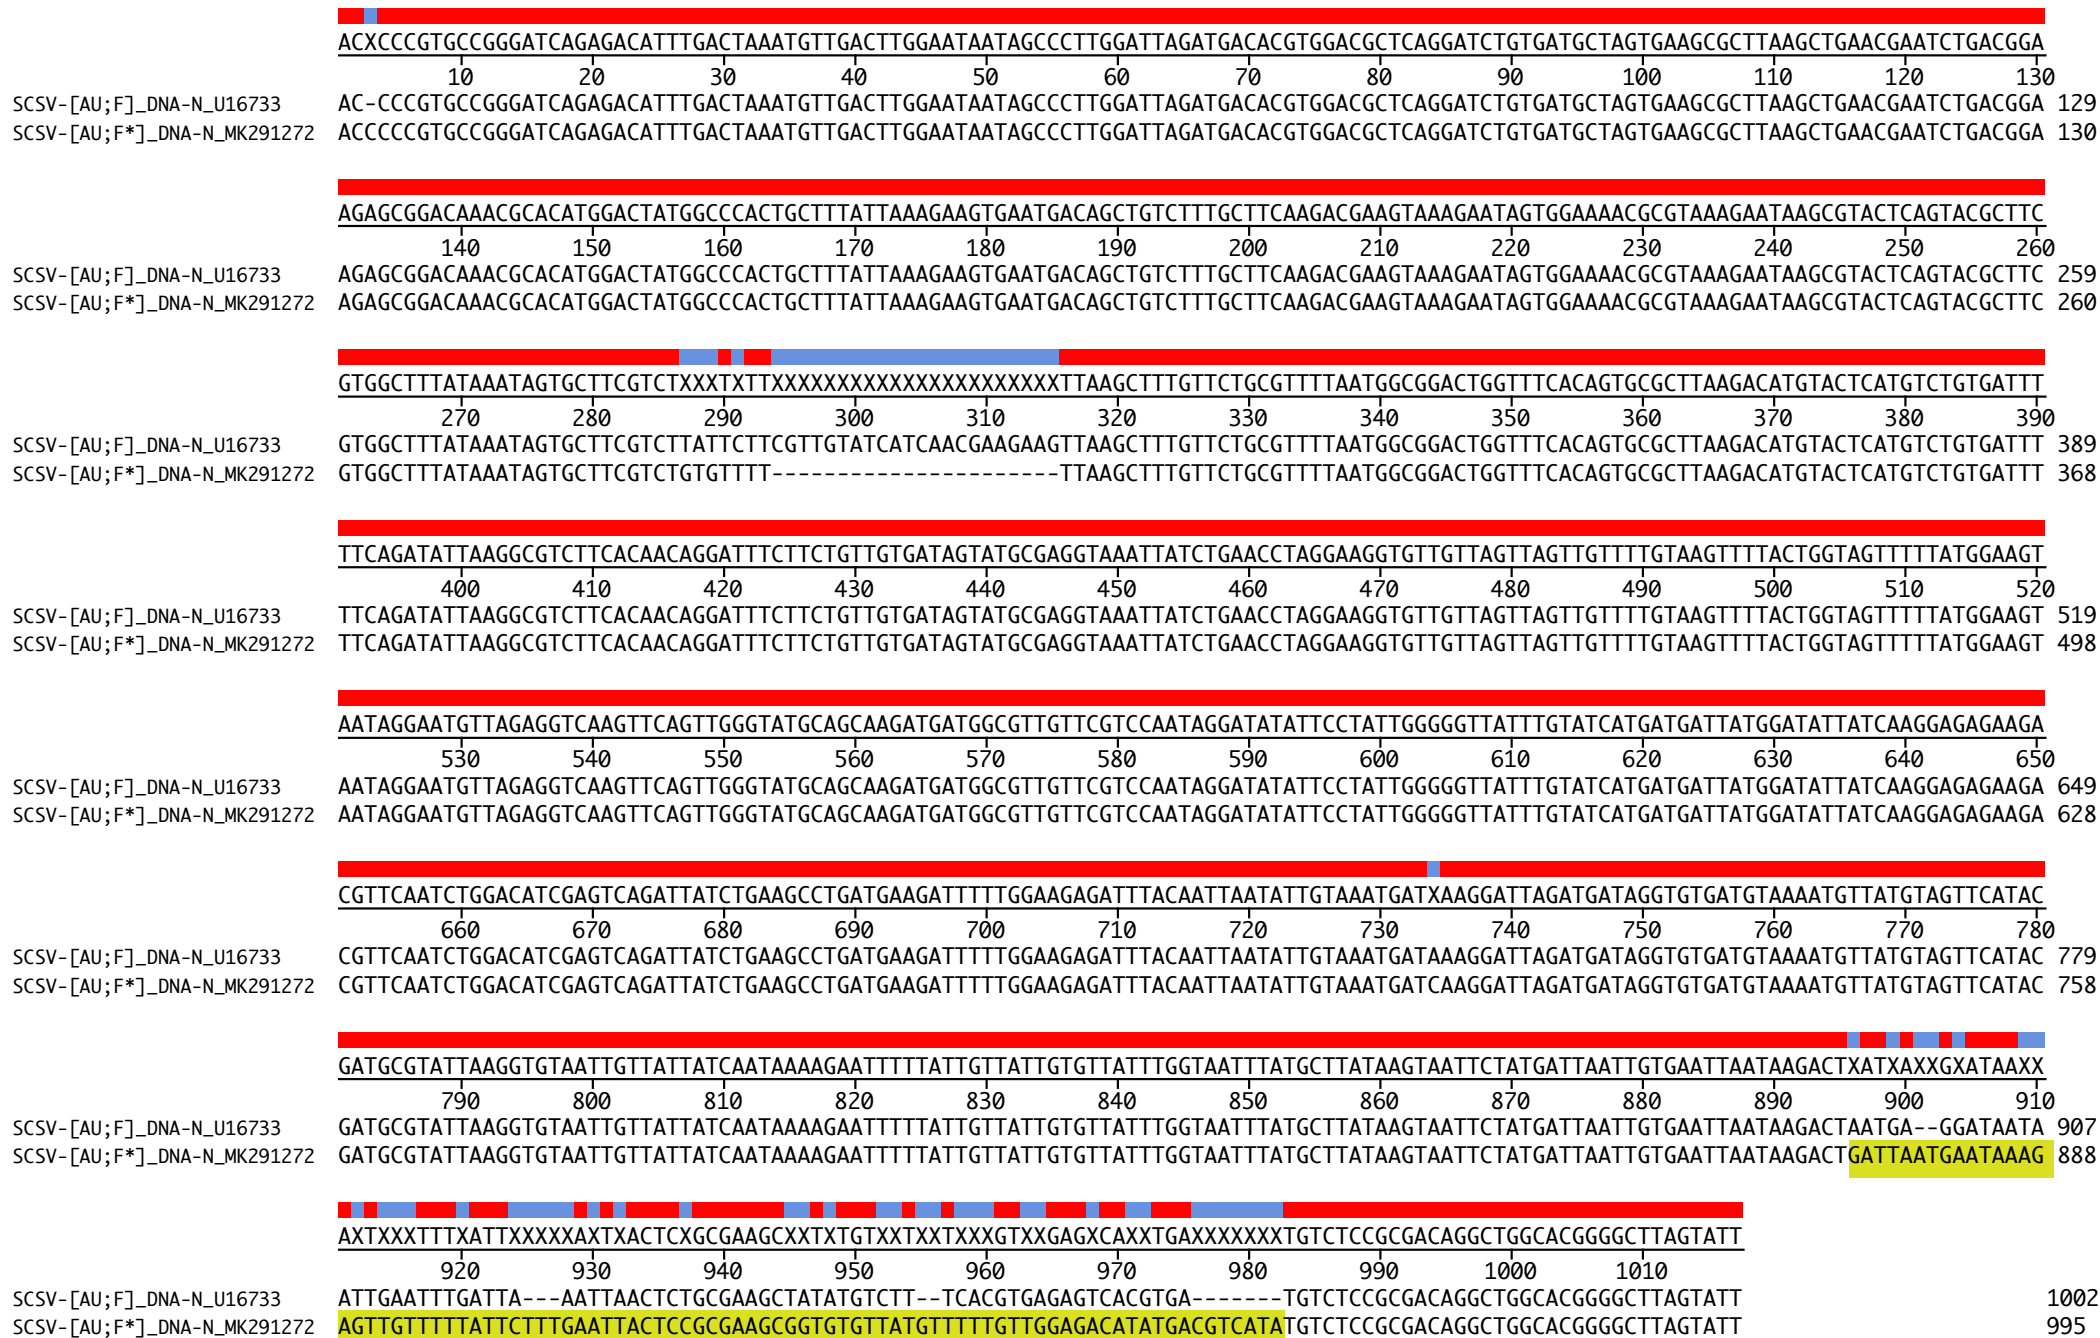 ACXCCCGTGCCGGGATCAGAGACATTTGACTAAATGTTGACTTGGAATAATAGCCCTTGGATTAGATGACACGTGGACGCTCAGGATCTGTGATGCTAGTGAAGCGCTTAAGCTGAACGAATCTGACGGA
10 20 30 40 50 60 70 80 90 100 110 120 130
SCSV-[AU;F]_DNA-N_U16733 AC-CCCGTGCCGGGATCAGAGACATTTGACTAAATGTTGACTTGGAATAATAGCCCTTGGATTAGATGACACGTGGACGCTCAGGATCTGTGATGCTAGTGAAGCGCTTAAGCTGAACGAATCTGACGGA 129
SCSV-[AU;F*]_DNA-N_MK291272 ACCCCCGTGCCGGGATCAGAGACATTTGACTAAATGTTGACTTGGAATAATAGCCCTTGGATTAGATGACACGTGGACGCTCAGGATCTGTGATGCTAGTGAAGCGCTTAAGCTGAACGAATCTGACGGA 130
AGAGCGGACAAACGCACATGGACTATGGCCCACTGCTTTATTAAAGAAGTGAATGACAGCTGTCTTTGCTTCAAGACGAAGTAAAGAATAGTGGAAAACGCGTAAAGAATAAGCGTACTCAGTACGCTTC
140 150 160 170 180 190 200 210 220 230 240 250 260
SCSV-[AU;F]_DNA-N_U16733 AGAGCGGACAAACGCACATGGACTATGGCCCACTGCTTTATTAAAGAAGTGAATGACAGCTGTCTTTGCTTCAAGACGAAGTAAAGAATAGTGGAAAACGCGTAAAGAATAAGCGTACTCAGTACGCTTC 259
SCSV-[AU;F*]_DNA-N_MK291272 AGAGCGGACAAACGCACATGGACTATGGCCCACTGCTTTATTAAAGAAGTGAATGACAGCTGTCTTTGCTTCAAGACGAAGTAAAGAATAGTGGAAAACGCGTAAAGAATAAGCGTACTCAGTACGCTTC 260
GTGGCTTTATAAATAGTGCTTCGTCTXXXTXTTXXXXXXXXXXXXXXXXXXXXXXTTAAGCTTTGTTCTGCGTTTTAATGGCGGACTGGTTTCACAGTGCGCTTAAGACATGTACTCATGTCTGTGATTT
270 280 290 300 310 320 330 340 350 360 370 380 390
SCSV-[AU;F]_DNA-N_U16733 GTGGCTTTATAAATAGTGCTTCGTCTTATTCTTCGTTGTATCATCAACGAAGAAGTTAAGCTTTGTTCTGCGTTTTAATGGCGGACTGGTTTCACAGTGCGCTTAAGACATGTACTCATGTCTGTGATTT 389
SCSV-[AU;F*]_DNA-N_MK291272 GTGGCTTTATAAATAGTGCTTCGTCTGTGTTTT----------------------TTAAGCTTTGTTCTGCGTTTTAATGGCGGACTGGTTTCACAGTGCGCTTAAGACATGTACTCATGTCTGTGATTT 368
TTCAGATATTAAGGCGTCTTCACAACAGGATTTCTTCTGTTGTGATAGTATGCGAGGTAAATTATCTGAACCTAGGAAGGTGTTGTTAGTTAGTTGTTTTGTAAGTTTTACTGGTAGTTTTTATGGAAGT
400 410 420 430 440 450 460 470 480 490 500 510 520
SCSV-[AU;F]_DNA-N_U16733 TTCAGATATTAAGGCGTCTTCACAACAGGATTTCTTCTGTTGTGATAGTATGCGAGGTAAATTATCTGAACCTAGGAAGGTGTTGTTAGTTAGTTGTTTTGTAAGTTTTACTGGTAGTTTTTATGGAAGT 519
SCSV-[AU;F*]_DNA-N_MK291272 TTCAGATATTAAGGCGTCTTCACAACAGGATTTCTTCTGTTGTGATAGTATGCGAGGTAAATTATCTGAACCTAGGAAGGTGTTGTTAGTTAGTTGTTTTGTAAGTTTTACTGGTAGTTTTTATGGAAGT 498
AATAGGAATGTTAGAGGTCAAGTTCAGTTGGGTATGCAGCAAGATGATGGCGTTGTTCGTCCAATAGGATATATTCCTATTGGGGGTTATTTGTATCATGATGATTATGGATATTATCAAGGAGAGAAGA
530 540 550 560 570 580 590 600 610 620 630 640 650
SCSV-[AU;F]_DNA-N_U16733 AATAGGAATGTTAGAGGTCAAGTTCAGTTGGGTATGCAGCAAGATGATGGCGTTGTTCGTCCAATAGGATATATTCCTATTGGGGGTTATTTGTATCATGATGATTATGGATATTATCAAGGAGAGAAGA 649
SCSV-[AU;F*]_DNA-N_MK291272 AATAGGAATGTTAGAGGTCAAGTTCAGTTGGGTATGCAGCAAGATGATGGCGTTGTTCGTCCAATAGGATATATTCCTATTGGGGGTTATTTGTATCATGATGATTATGGATATTATCAAGGAGAGAAGA 628
CGTTCAATCTGGACATCGAGTCAGATTATCTGAAGCCTGATGAAGATTTTTGGAAGAGATTTACAATTAATATTGTAAATGATXAAGGATTAGATGATAGGTGTGATGTAAAATGTTATGTAGTTCATAC
660 670 680 690 700 710 720 730 740 750 760 770 780
SCSV-[AU;F]_DNA-N_U16733 CGTTCAATCTGGACATCGAGTCAGATTATCTGAAGCCTGATGAAGATTTTTGGAAGAGATTTACAATTAATATTGTAAATGATAAAGGATTAGATGATAGGTGTGATGTAAAATGTTATGTAGTTCATAC 779
SCSV-[AU;F*]_DNA-N_MK291272 CGTTCAATCTGGACATCGAGTCAGATTATCTGAAGCCTGATGAAGATTTTTGGAAGAGATTTACAATTAATATTGTAAATGATCAAGGATTAGATGATAGGTGTGATGTAAAATGTTATGTAGTTCATAC 758
GATGCGTATTAAGGTGTAATTGTTATTATCAATAAAAGAATTTTTATTGTTATTGTGTTATTTGGTAATTTATGCTTATAAGTAATTCTATGATTAATTGTGAATTAATAAGACTXATXAXXGXATAAXX
790 800 810 820 830 840 850 860 870 880 890 900 910
SCSV-[AU;F]_DNA-N_U16733 GATGCGTATTAAGGTGTAATTGTTATTATCAATAAAAGAATTTTTATTGTTATTGTGTTATTTGGTAATTTATGCTTATAAGTAATTCTATGATTAATTGTGAATTAATAAGACTAATGA--GGATAATA 907
SCSV-[AU;F*]_DNA-N_MK291272 GATGCGTATTAAGGTGTAATTGTTATTATCAATAAAAGAATTTTTATTGTTATTGTGTTATTTGGTAATTTATGCTTATAAGTAATTCTATGATTAATTGTGAATTAATAAGACTGATTAATGAATAAAG 888
AXTXXXTTTXATTXXXXXAXTXACTCXGCGAAGCXXTXTGTXXTXXTXXXGTXXGAGXCAXXTGAXXXXXXXTGTCTCCGCGACAGGCTGGCACGGGGCTTAGTATT
920 930 940 950 960 970 980 990 1000 1010
SCSV-[AU;F]_DNA-N_U16733 ATTGAATTTGATTA---AATTAACTCTGCGAAGCTATATGTCTT--TCACGTGAGAGTCACGTGA-------TGTCTCCGCGACAGGCTGGCACGGGGCTTAGTATT 1002
SCSV-[AU;F*]_DNA-N_MK291272 AGTTGTTTTTATTCTTTGAATTACTCCGCGAAGCGGTGTGTTATGTTTTTGTTGGAGACATATGACGTCATATGTCTCCGCGACAGGCTGGCACGGGGCTTAGTATT 995